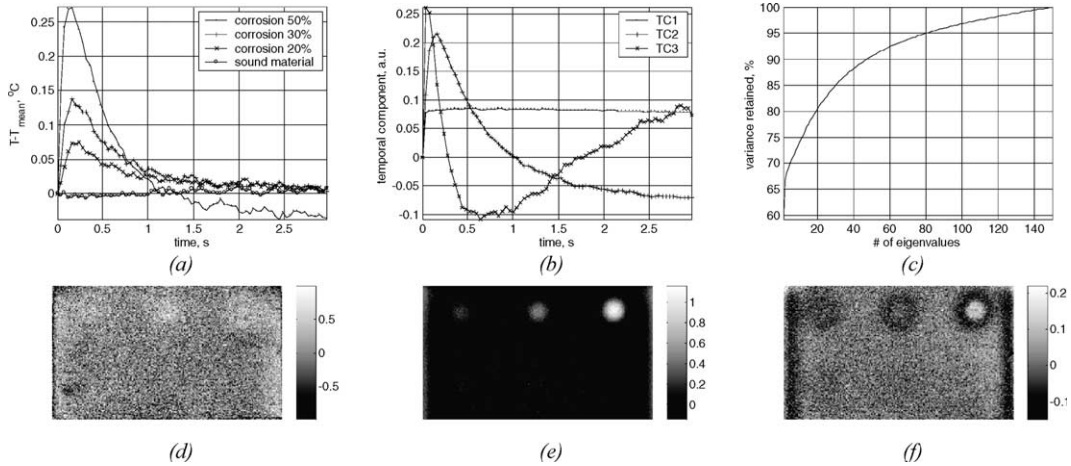 T-T mean, °C
0.25
0.2
0.15
0.1
0.05
0
0 0.5 1 1.5 2 2.5
time, s
corrosion 50%
corrosion 30%
corrosion 20%
sound material
(a)
temporal component, a.u.
0.25
0.2
0.15
0.1
0.05
0
-0.05
-0.1
0 0.5 1 1.5 2 2.5
time, s
TC1
TC2
TC3
(b)
variance retained, %
100
95
90
85
80
75
70
65
60
20 40 60 80 100 120 140
# of eigenvalues
(c)
0.5
0
-0.5
(d)
1
0.8
0.6
0.4
0.2
0
(e)
0.2
0.1
0
-0.1
(f)